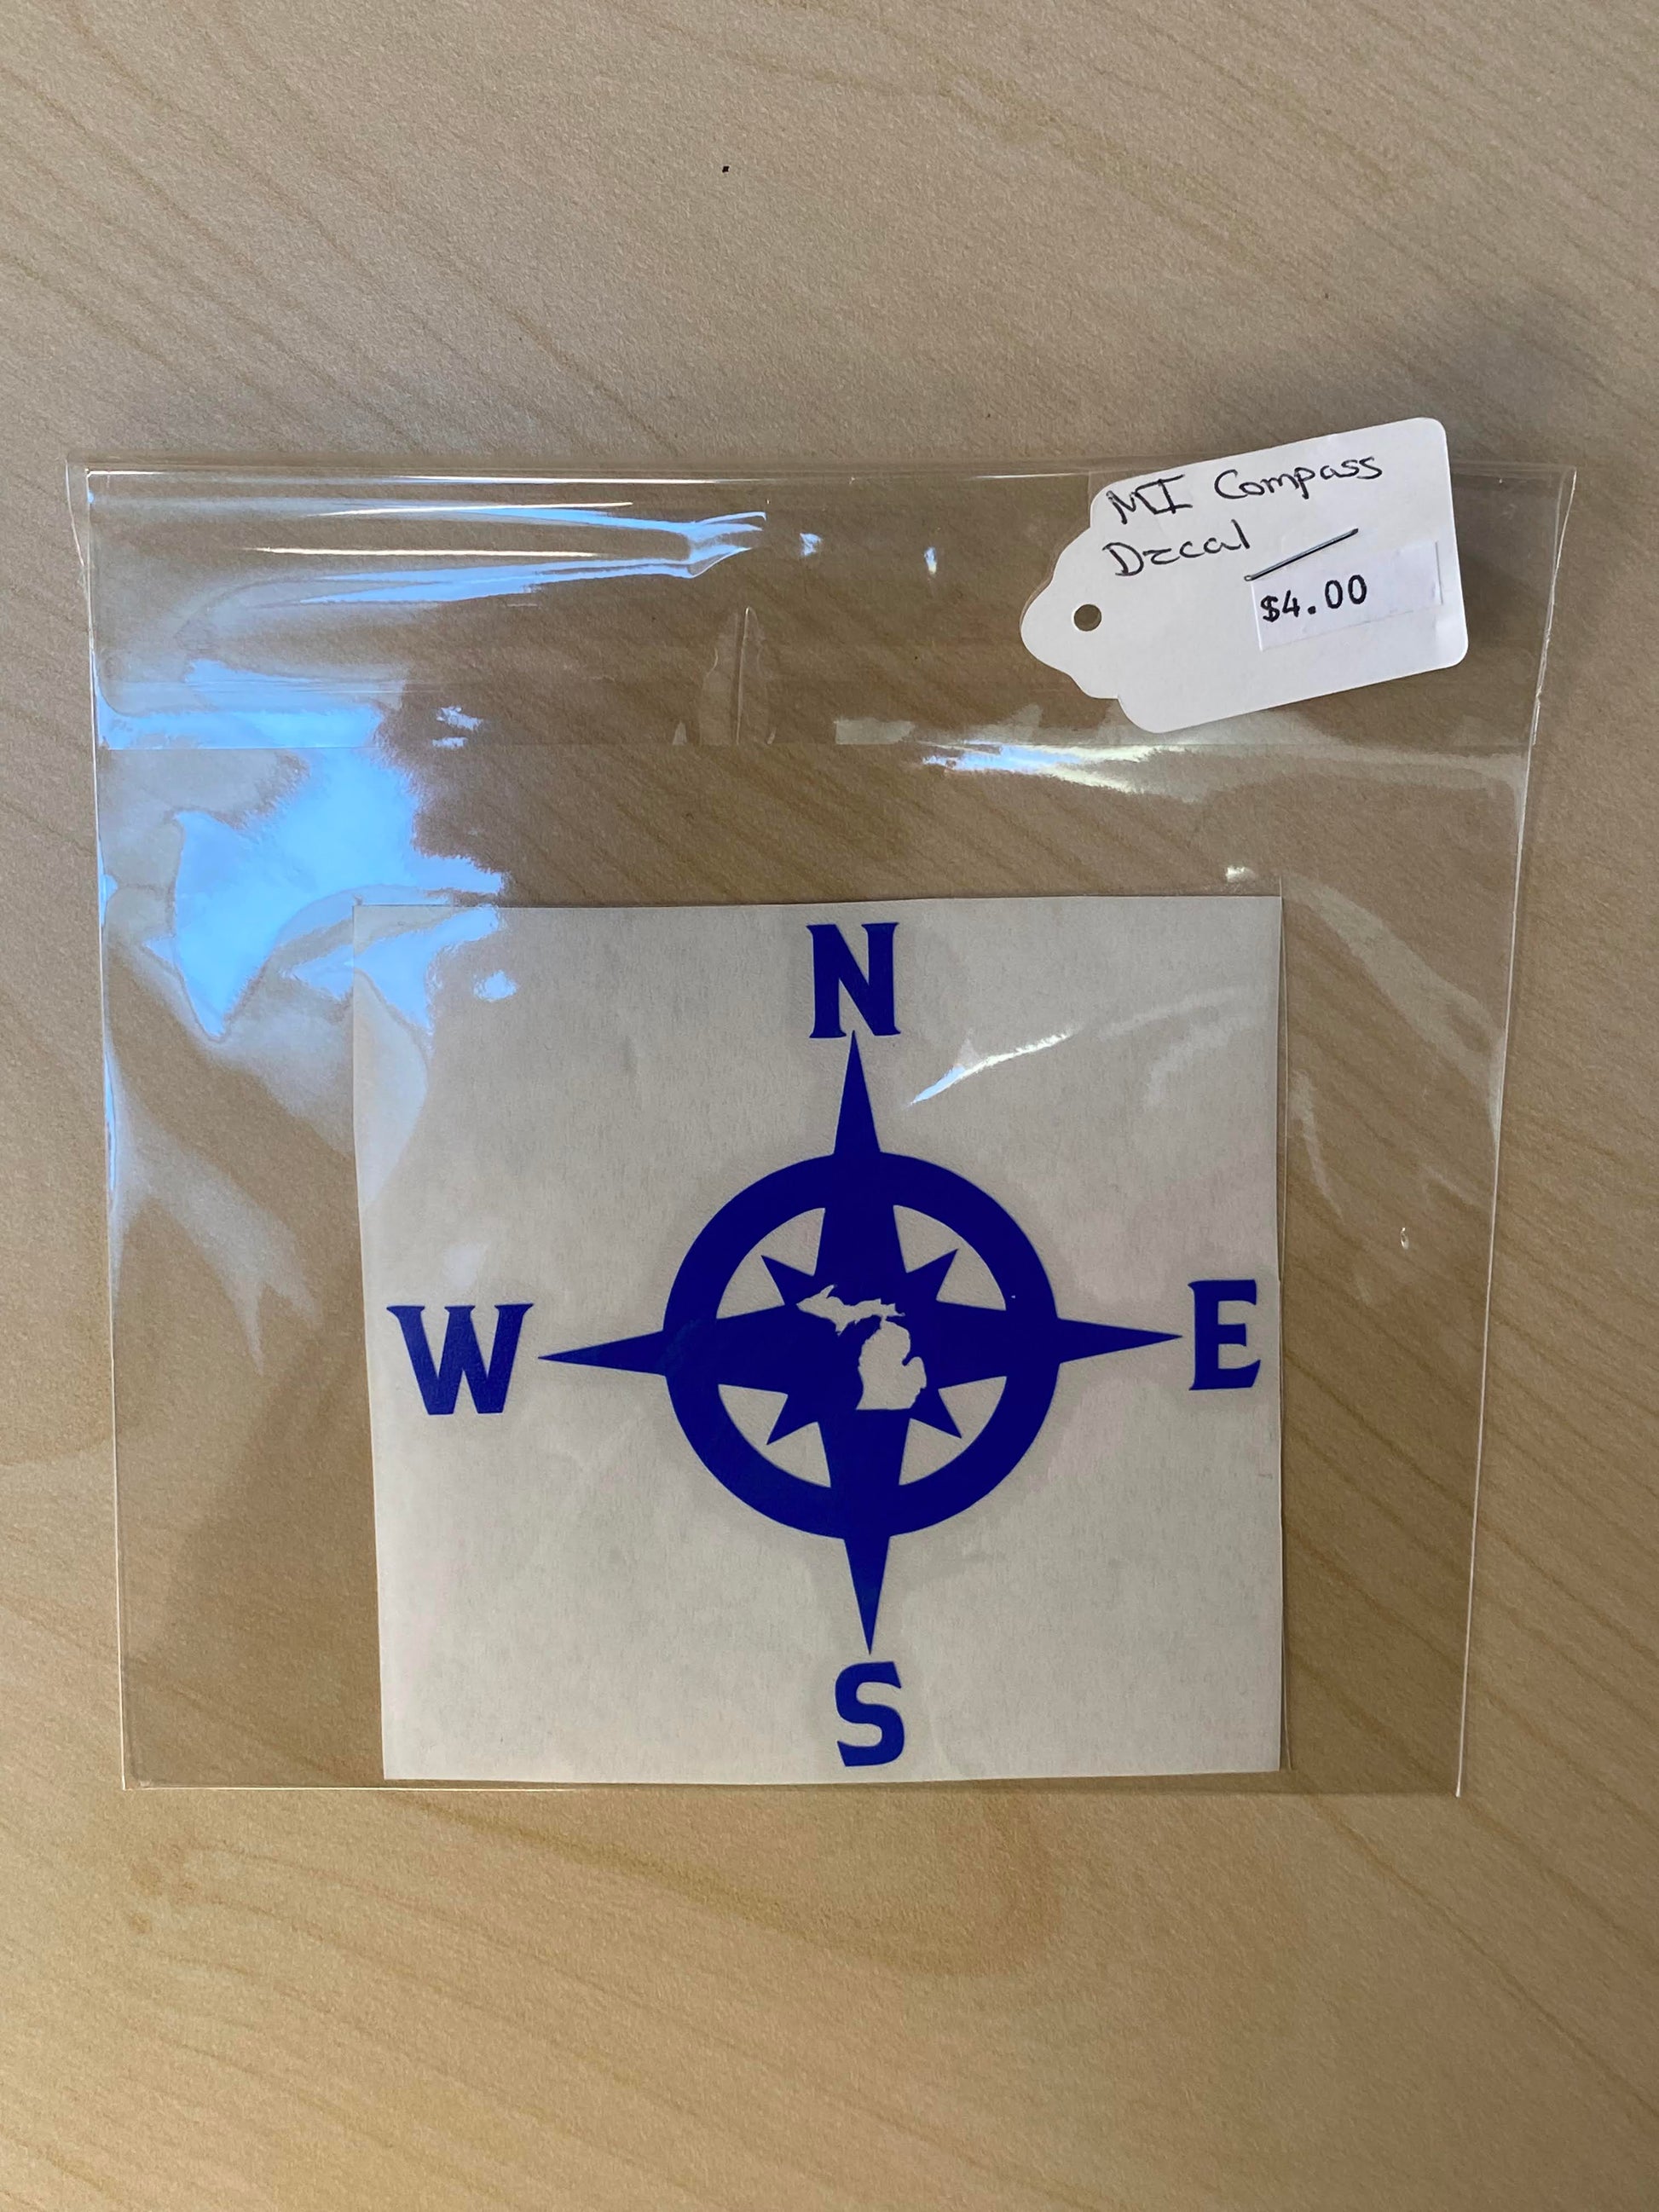 MI Compass
Decal
$4.00
N
W E
S